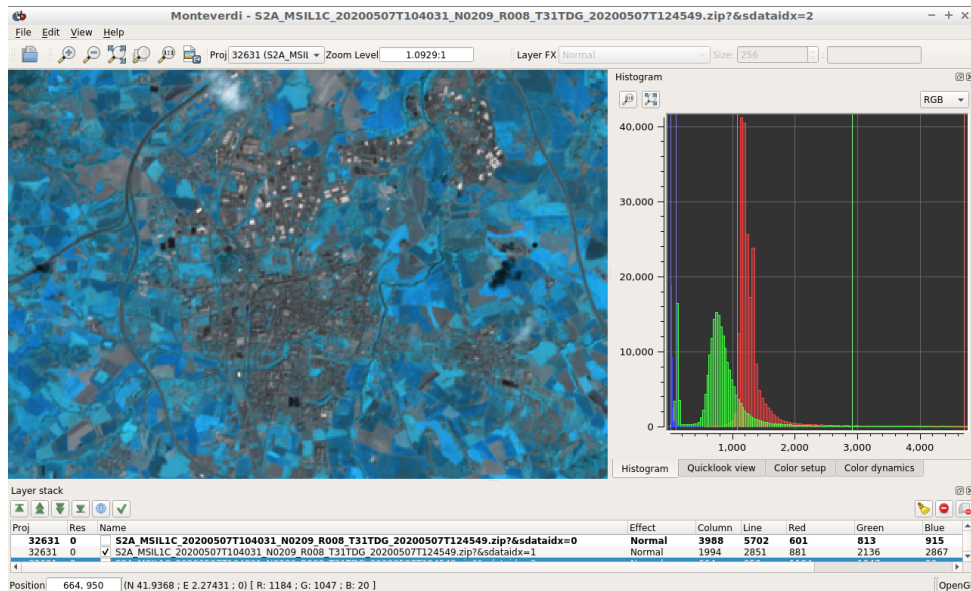 Monteverdi - S2A_MSIL1C_20200507T104031_N0209_R008_T31TDG_20200507T124549.zip?&sdataidx=2
File Edit View Help
Proj 32631 (S2A_MSIL Zoom Level 1.0929:1 Layer FX Normal Size: 256 :
Histogram
RGB
40,000
30,000
20,000
10,000
0
1,000 2,000 3,000 4,000
Histogram Quicklook view Color setup Color dynamics
Layer stack
Proj Res Name Effect Column Line Red Green Blue
32631 0 S2A_MSIL1C_20200507T104031_N0209_R008_T31TDG_20200507T124549.zip?&sdataidx=0 Normal 3988 5702 601 813 915
32631 0 S2A_MSIL1C_20200507T104031_N0209_R008_T31TDG_20200507T124549.zip?&sdataidx=1 Normal 1994 2851 881 2136 2867
Position 664, 950 (N 41.9368 ; E 2.27431 ; 0) [ R: 1184 ; G: 1047 ; B: 20 ] OpenG